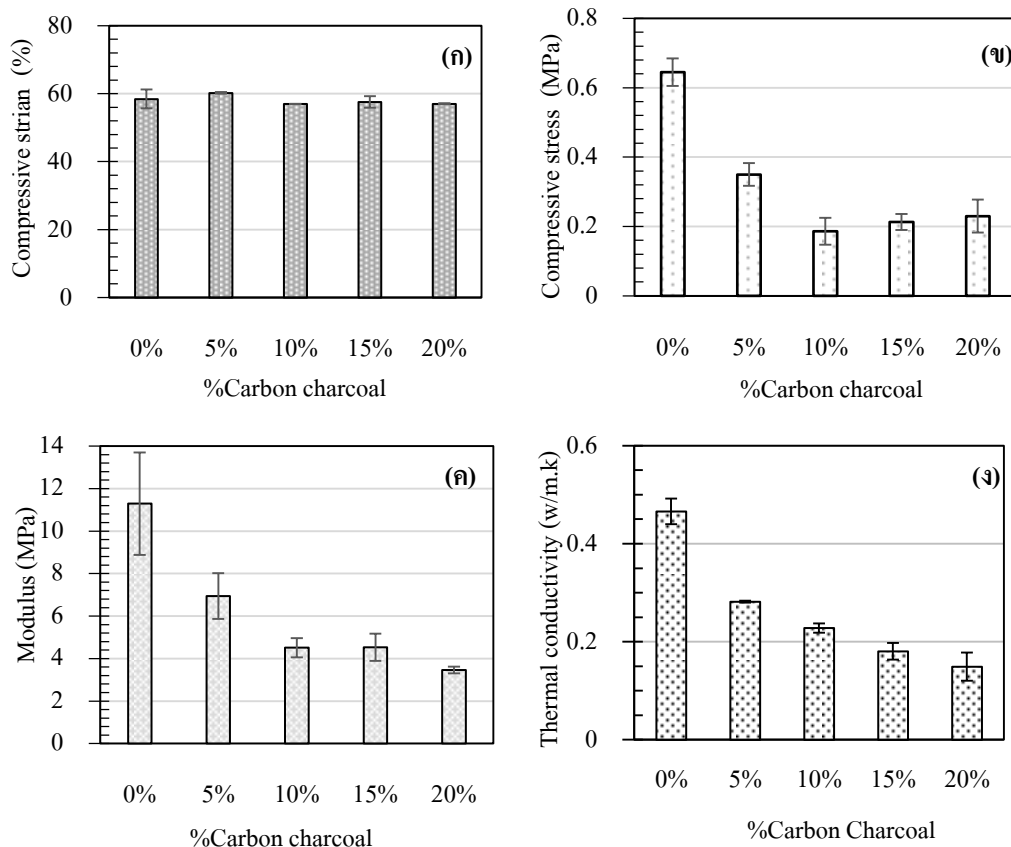 Compressive strian (%)
80
60
40
20
0
(ก)
0% 5% 10% 15% 20%
%Carbon charcoal
Compressive stress (MPa)
0.8
0.6
0.4
0.2
0
(ข)
0% 5% 10% 15% 20%
%Carbon charcoal
Modulus (MPa)
14
12
10
8
6
4
2
0
(ค)
0% 5% 10% 15% 20%
%Carbon charcoal
Thermal conductivity (w/m.k)
0.6
0.4
0.2
0
(ง)
0% 5% 10% 15% 20%
%Carbon Charcoal